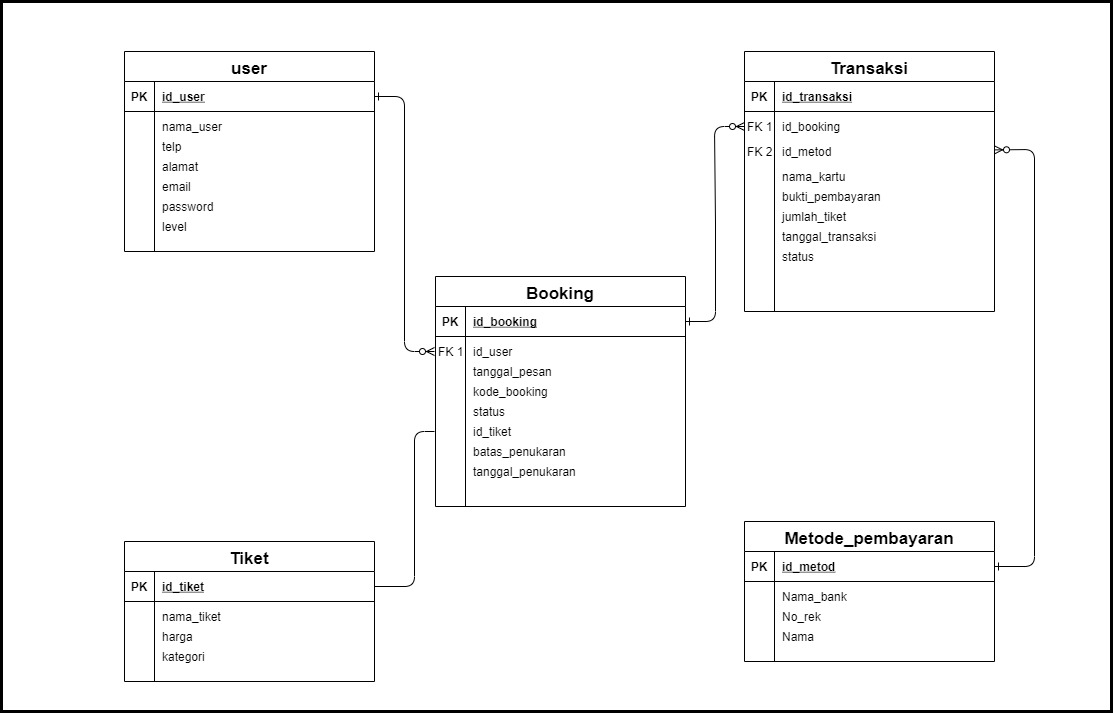 user
PK id_user
nama_user
telp
alamat
email
password
level
Transaksi
PK id_transaksi
FK 1 id_booking
FK 2 id_metod
nama_kartu
bukti_pembayaran
jumlah_tiket
tanggal_transaksi
status
Booking
PK id_booking
FK 1 id_user
tanggal_pesan
kode_booking
status
id_tiket
batas_penukaran
tanggal_penukaran
Tiket
PK id_tiket
nama_tiket
harga
kategori
Metode_pembayaran
PK id_metod
Nama_bank
No_rek
Nama